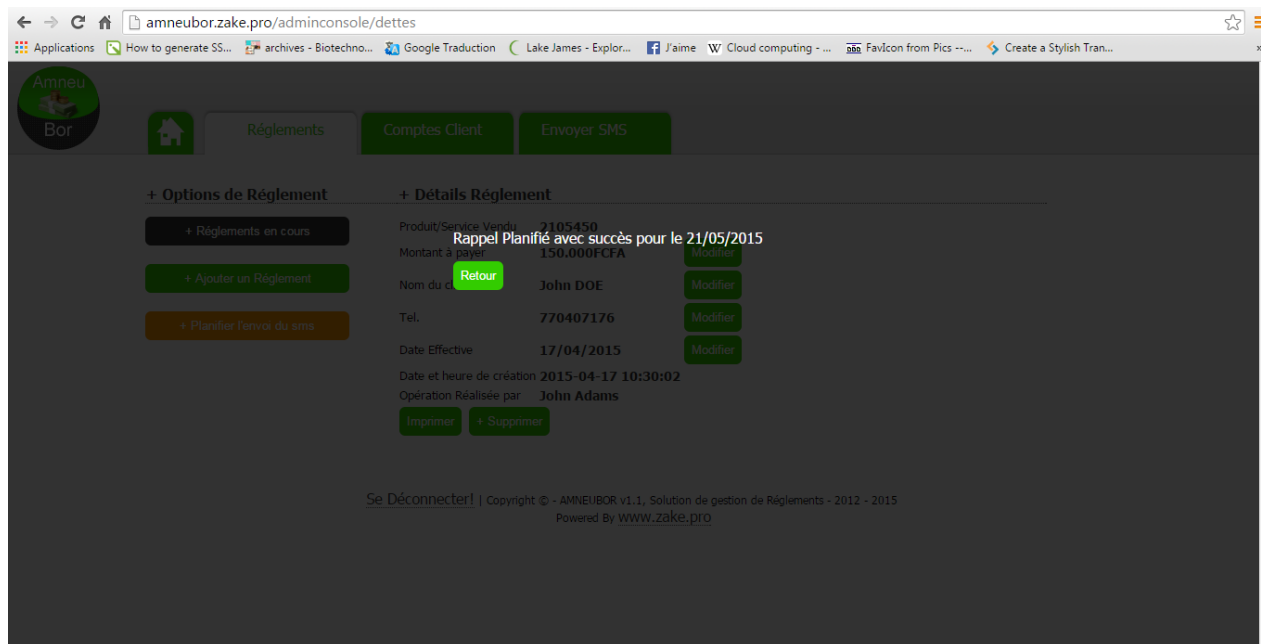 amneubor.zake.pro/adminconsole/dettes
Applications How to generate SS... archives - Biotechno... Google Traduction Lake James - Explor... J'aime Cloud computing - ... FavIcon from Pics --... Create a Stylish Tran... »
Amneu
Bor
Réglements Comptes Client Envoyer SMS
+ Options de Réglement
+ Réglements en cours
+ Ajouter un Réglement
+ Planifier l'envoi du sms
+ Détails Réglement
Produit/Service Vendu 2105450
Rappel Planifié avec succès pour le 21/05/2015
Montant à payer 150.000FCFA Modifier
Retour
Nom du John DOE Modifier
Tel. 770407176 Modifier
Date Effective 17/04/2015 Modifier
Date et heure de création 2015-04-17 10:30:02
Opération Réalisée par John Adams
Imprimer + Supprimer
Se Déconnecter! | Copyright © - AMNEUBOR v1.1, Solution de gestion de Réglements - 2012 - 2015
Powered By www.zake.pro